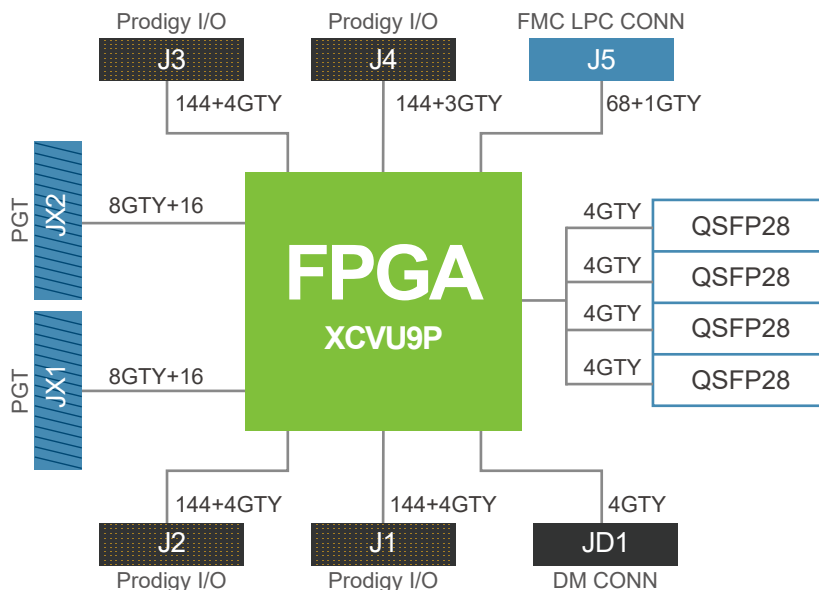 Prodigy I/O
Prodigy I/O
FMC LPC CONN
J3
J4
J5
144+4GTY
144+3GTY
68+1GTY
PGT
JX2
8GTY+16
FPGA
XCVU9P
4GTY
QSFP28
4GTY
QSFP28
4GTY
QSFP28
4GTY
QSFP28
PGT
JX1
8GTY+16
144+4GTY
144+4GTY
4GTY
J2
J1
JD1
Prodigy I/O
Prodigy I/O
DM CONN